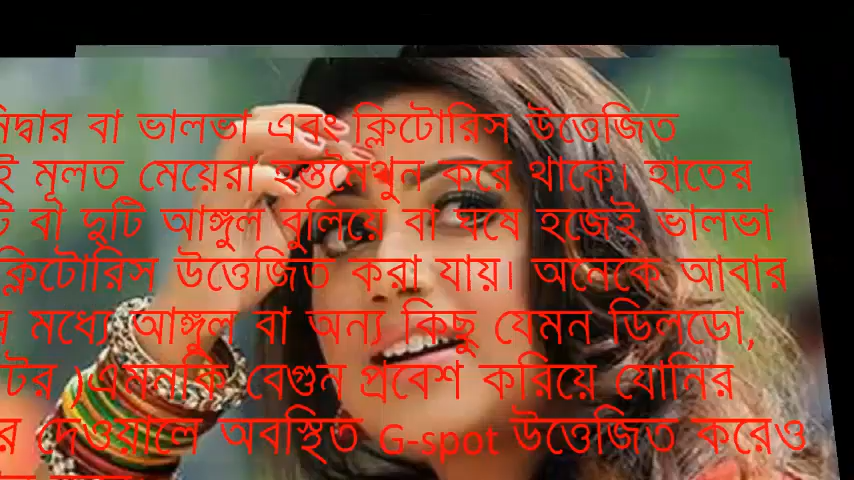 বা ভালভা এবং ক্লিটোরিস উত্তেজিত
মূলত মেয়েরা হস্তমৈথুন করে থাকে। হাতের
বা দুটি আঙ্গুল বুলিয়ে বা ঘষে হজেই ভালভা
ক্লিটোরিস উত্তেজিত করা যায়। অনেকে আবার
মধ্যে আঙ্গুল বা অন্য কিছু যেমন ডিলডো,
)এমনকি বেগুন প্রবেশ করিয়ে যোনির
দেওয়ালে অবস্থিত G-spot উত্তেজিত করেও